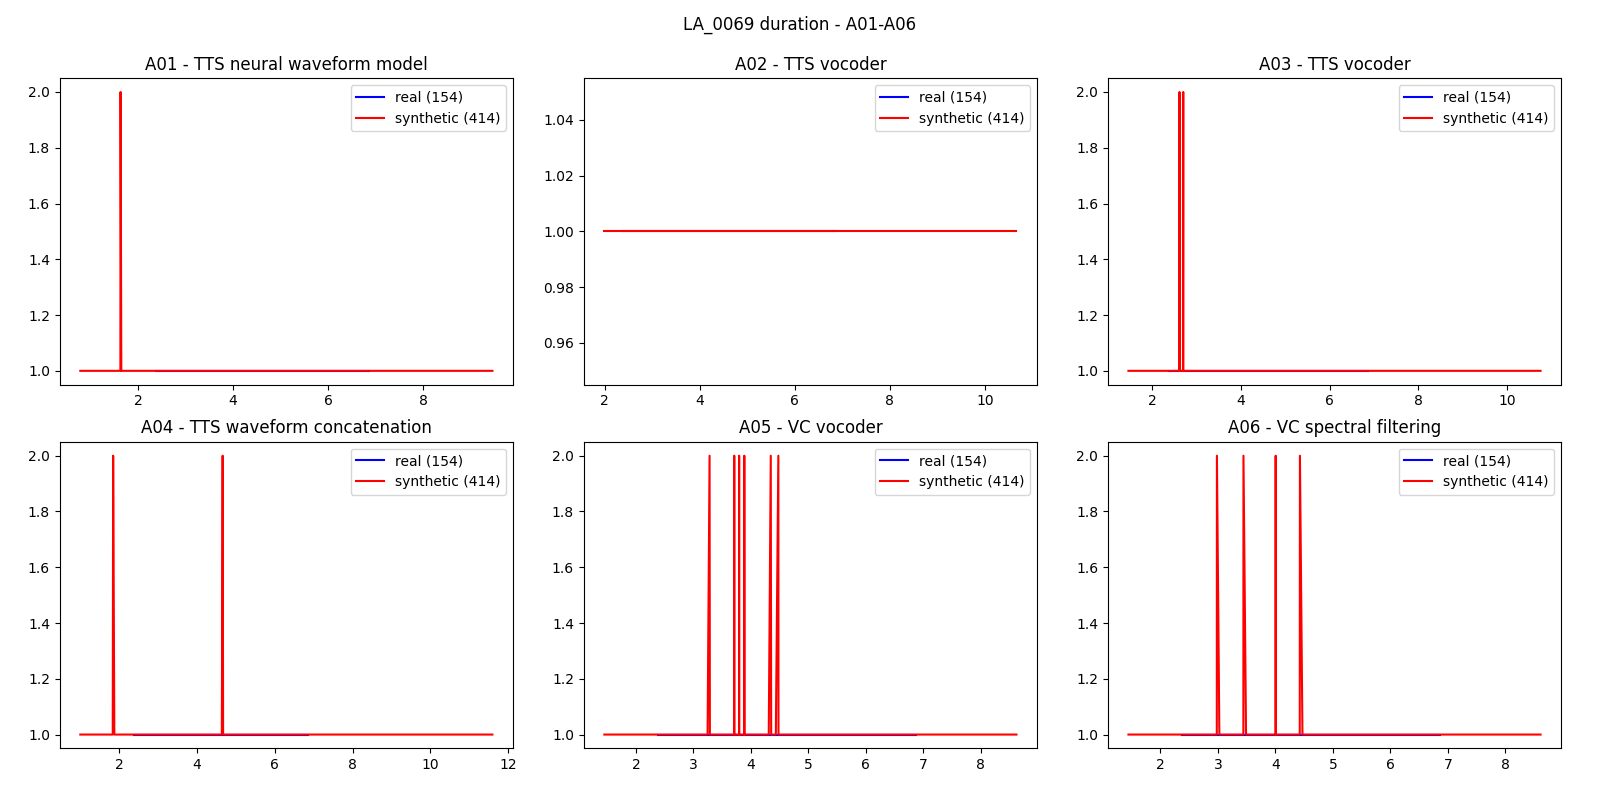 LA_0069 duration - A01-A06
A01 - TTS neural waveform model
real (154)
synthetic (414)
2.0
1.8
1.6
1.4
1.2
1.0
2 4 6 8
A02 - TTS vocoder
real (154)
synthetic (414)
1.04
1.02
1.00
0.98
0.96
2 4 6 8 10
A03 - TTS vocoder
real (154)
synthetic (414)
2.0
1.8
1.6
1.4
1.2
1.0
2 4 6 8 10
A04 - TTS waveform concatenation
real (154)
synthetic (414)
2.0
1.8
1.6
1.4
1.2
1.0
2 4 6 8 10 12
A05 - VC vocoder
real (154)
synthetic (414)
2.0
1.8
1.6
1.4
1.2
1.0
2 3 4 5 6 7 8
A06 - VC spectral filtering
real (154)
synthetic (414)
2.0
1.8
1.6
1.4
1.2
1.0
2 3 4 5 6 7 8